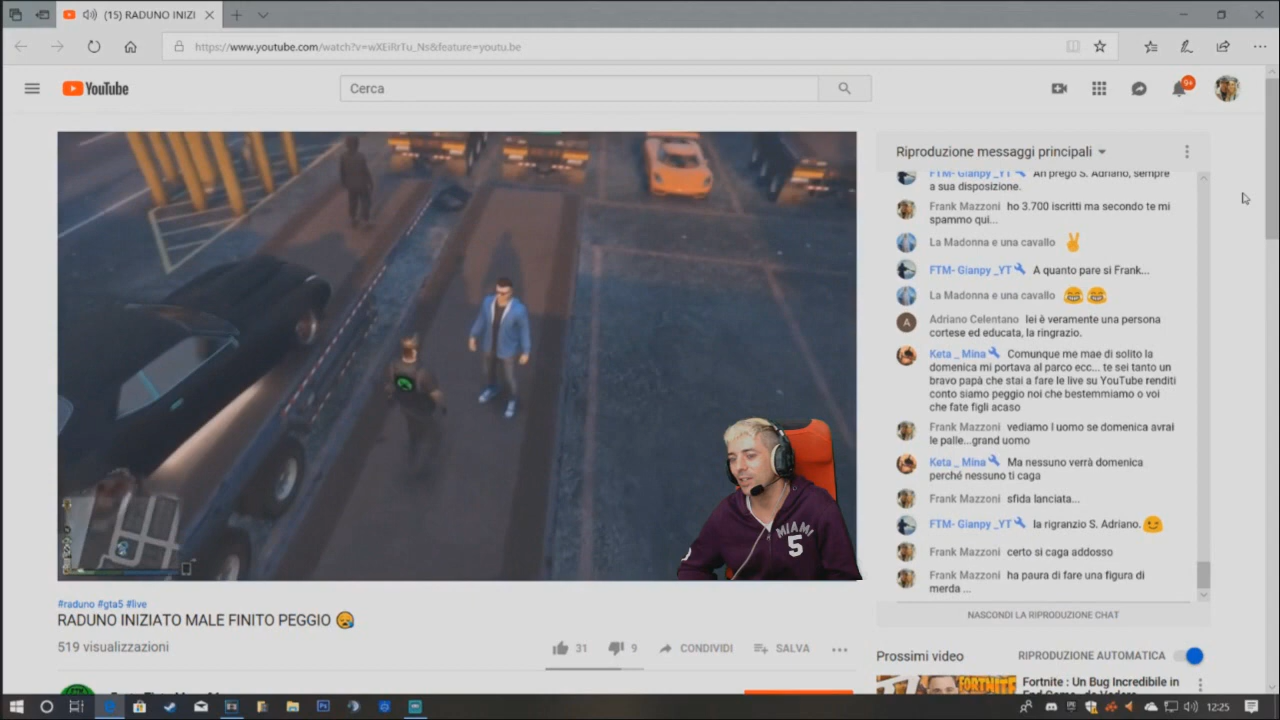 (15) RADUNO INIZI
https://www.youtube.com/watch?v=wXEiRrTu_Ns&feature=youtu.be
YouTube
Cerca
9+
Riproduzione messaggi principali
FTM- Gianpy _YT Ah prego S. Adriano, sempre
a sua disposizione.
Frank Mazzoni ho 3.700 iscritti ma secondo te mi
spammo qui...
La Madonna e una cavallo
FTM- Gianpy _YT A quanto pare si Frank...
La Madonna e una cavallo
A
Adriano Celentano lei è veramente una persona
cortese ed educata, la ringrazio.
Keta _ Mina Comunque me mae di solito la
domenica mi portava al parco ecc... te sei tanto un
bravo papà che stai a fare le live su YouTube renditi
conto siamo peggio noi che bestemmiamo o voi
che fate figli acaso
Frank Mazzoni vediamo l uomo se domenica avrai
le palle...grand uomo
Keta _ Mina Ma nessuno verrà domenica
perché nessuno ti caga
Frank Mazzoni sfida lanciata...
FTM- Gianpy _YT la rigranzio S. Adriano.
Frank Mazzoni certo si caga addosso
Frank Mazzoni ha paura di fare una figura di
merda ...
NASCONDI LA RIPRODUZIONE CHAT
MIAMI
5
#raduno #gta5 #live
RADUNO INIZIATO MALE FINITO PEGGIO 😪
519 visualizzazioni
31
9
CONDIVIDI
SALVA
Prossimi video
RIPRODUZIONE AUTOMATICA
FORTNITE
Fortnite : Un Bug Incredibile in
12:25